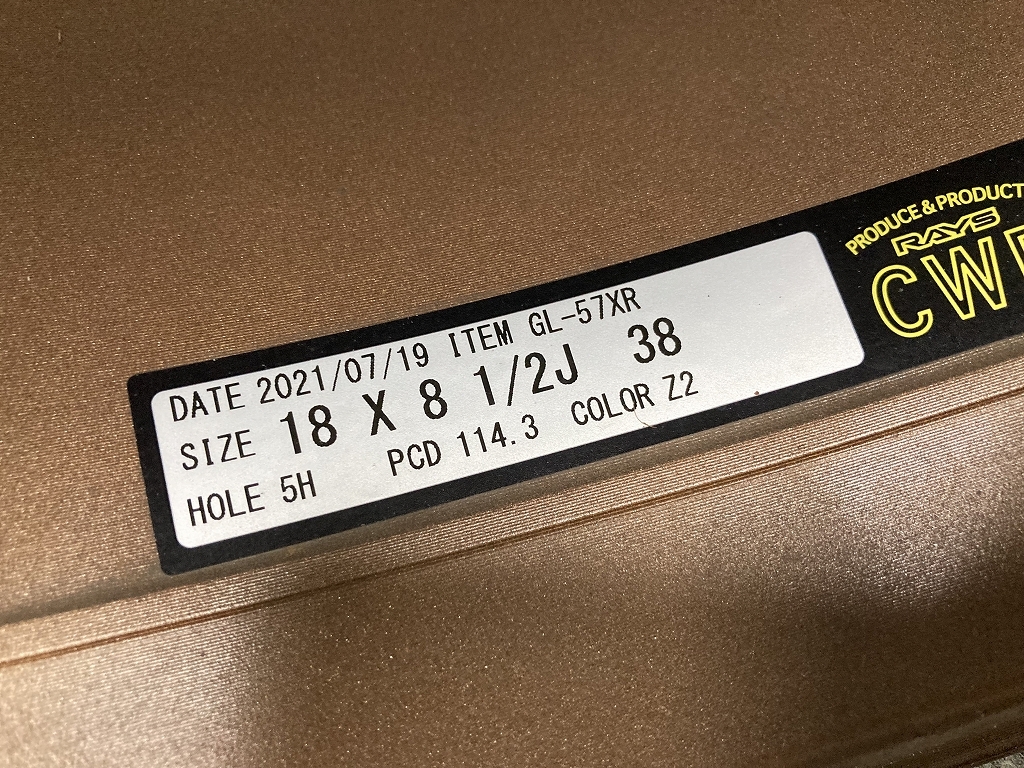 DATE 2021/07/19 ITEM GL-57XR
SIZE 18 X 8 1/2J 38
HOLE 5H PCD 114.3 COLOR Z2
PRODUCE & PRODUCT
RAYS
CW